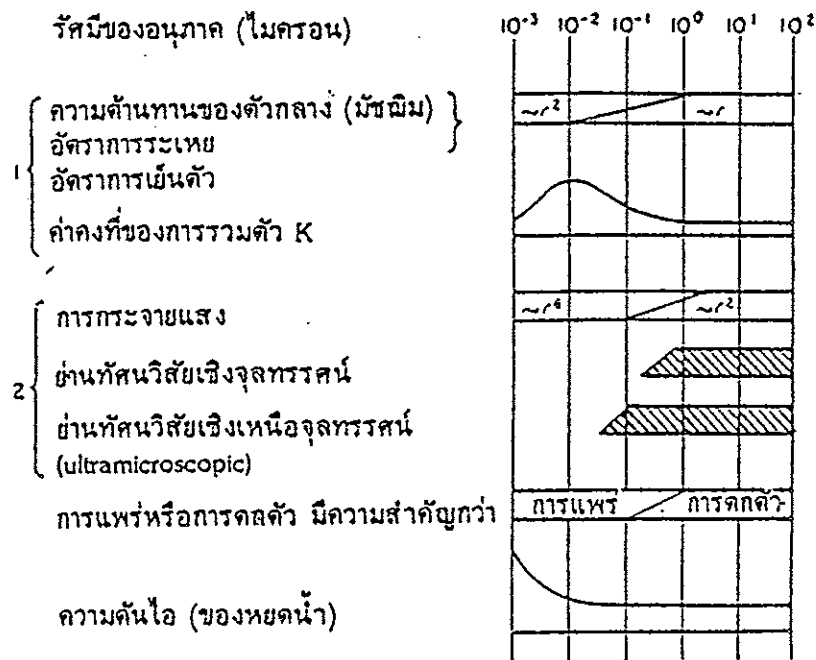 รัศมีของอนุภาค (ไมครอน) 10⁻³ 10⁻² 10⁻¹ 10⁰ 10¹ 10²
1
ความต้านทานของตัวกลาง (มัชฌิม) ~r² ~r
อัตราการระเหย
อัตราการเย็นตัว
ค่าคงที่ของการรวมตัว K
2
การกระจายแสง ~r⁶ ~r²
ย่านทัศนวิสัยเชิงจุลทรรศน์
ย่านทัศนวิสัยเชิงเหนือจุลทรรศน์
(ultramicroscopic)
การแพร่หรือการตกตัว มีความสำคัญกว่า การแพร่ การตกตัว
ความดันไอ (ของหยดน้ำ)